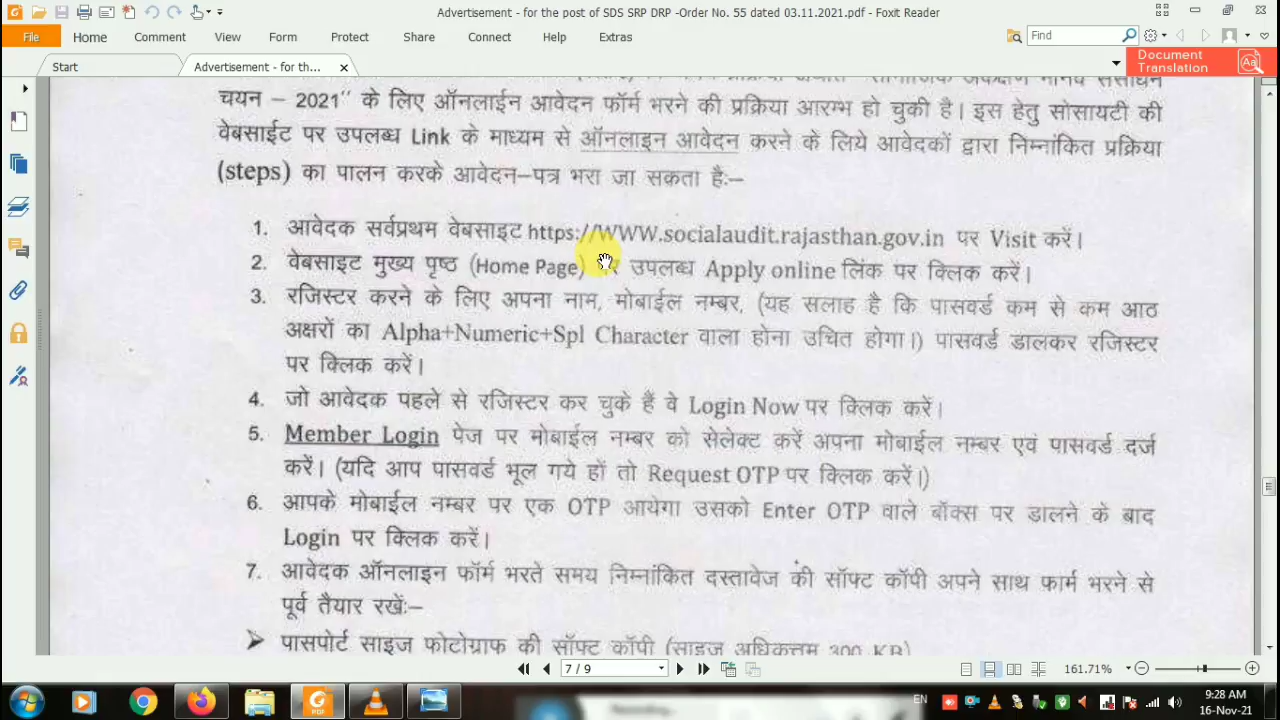 Advertisement - for the post of SDS SRP DRP -Order No. 55 dated 03.11.2021.pdf - Foxit Reader
File Home Comment View Form Protect Share Connect Help Extras
Find
Start
Advertisement - for th...
Document
Translation
चयन – 2021" के लिए ऑनलाईन आवेदन फॉर्म भरने की प्रक्रिया आरम्भ हो चुकी है। इस हेतु सोसायटी की
वेबसाईट पर उपलब्ध Link के माध्यम से ऑनलाइन आवेदन करने के लिये आवेदकों द्वारा निम्नांकित प्रक्रिया
(steps) का पालन करके आवेदन–पत्र भरा जा सकता है:–
1. आवेदक सर्वप्रथम वेबसाइट https://WWW.socialaudit.rajasthan.gov.in पर Visit करें।
2. वेबसाइट मुख्य पृष्ठ (Home Page) पर उपलब्ध Apply online लिंक पर क्लिक करें।
3. रजिस्टर करने के लिए अपना नाम, मोबाईल नम्बर, (यह सलाह है कि पासवर्ड कम से कम आठ
अक्षरों का Alpha+Numeric+Spl Character वाला होना उचित होगा।) पासवर्ड डालकर रजिस्टर
पर क्लिक करें।
4. जो आवेदक पहले से रजिस्टर कर चुके हैं वे Login Now पर क्लिक करें।
5. Member Login पेज पर मोबाईल नम्बर को सेलेक्ट करें अपना मोबाईल नम्बर एवं पासवर्ड दर्ज
करें। (यदि आप पासवर्ड भूल गये हों तो Request OTP पर क्लिक करें।)
6. आपके मोबाईल नम्बर पर एक OTP आयेगा उसको Enter OTP वाले बॉक्स पर डालने के बाद
Login पर क्लिक करें।
7. आवेदक ऑनलाइन फॉर्म भरते समय निम्नांकित दस्तावेज की सॉफ्ट कॉपी अपने साथ फार्म भरने से
पूर्व तैयार रखें:–
➤ पासपोर्ट साइज फोटोग्राफ की सॉफ्ट कॉपी (साइज अधिकत्तम 300 KB)
7 / 9
161.71%
EN
9:28 AM
16-Nov-21